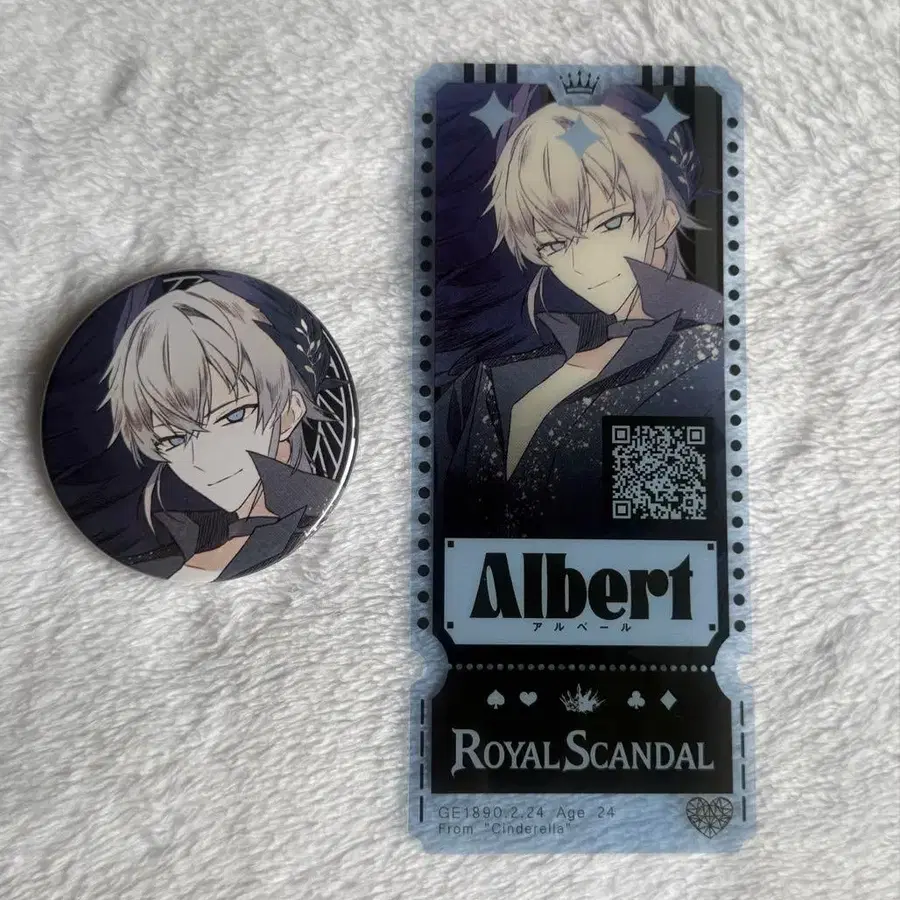 Albert
アルベール
ROYAL SCANDAL
GE1890.2.24 Age 24
From "Cinderella"